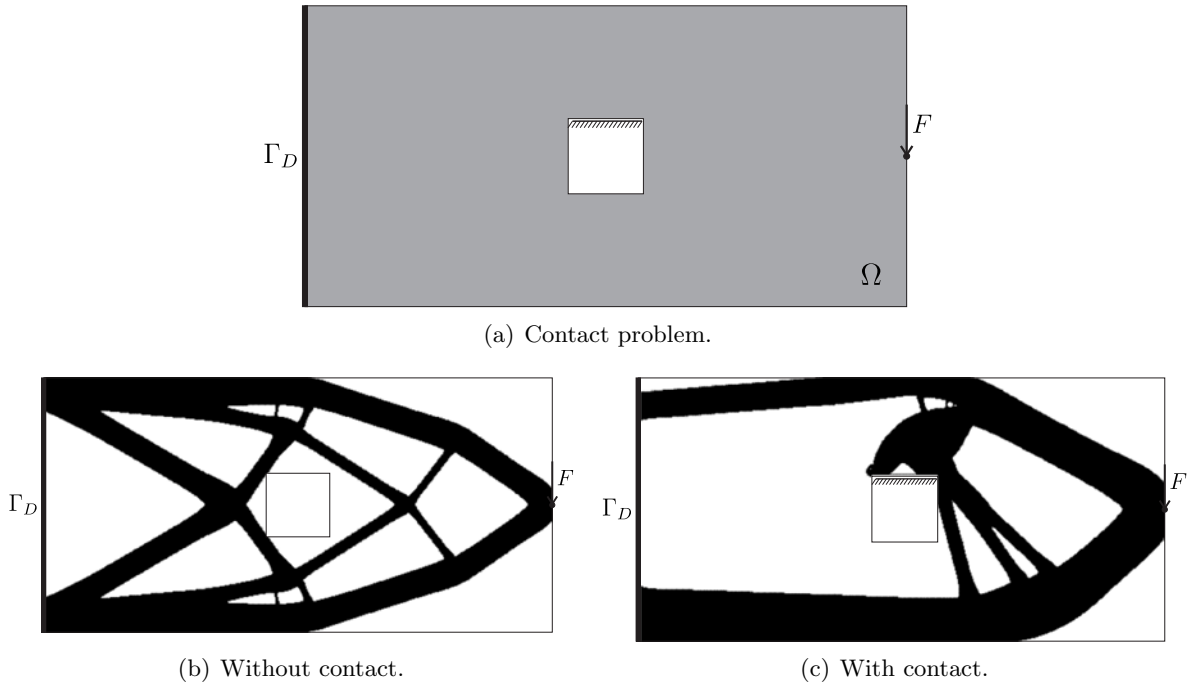 F
Γ_D
Ω
(a) Contact problem.
F
Γ_D
(b) Without contact.
F
Γ_D
(c) With contact.